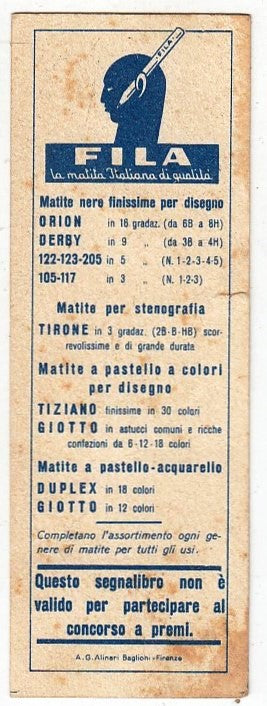 FILA
FILA
la matita Italiana di qualità
Matite nere finissime per disegno
ORION in 16 gradaz. (da 6B a 8H)
DERBY in 9 „ (da 3B a 4H)
122-123-205 in 5 „ (N. 1-2-3-4-5)
105-117 in 3 „ (N. 1-2-3)
Matite per stenografia
TIRONE in 3 gradaz. (2B-B-HB) scor-
revolissime e di grande durata
Matite a pastello a colori
per disegno
TIZIANO finissime in 30 colori
GIOTTO in astucci comuni e ricche
confezioni da 6-12-18 colori
Matite a pastello-acquarello
DUPLEX in 18 colori
GIOTTO in 12 colori
Completano l'assortimento ogni ge-
nere di matite per tutti gli usi.
Questo segnalibro non è
valido per partecipare al
concorso a premi.
A. G. Alinari Baglioni - Firenze